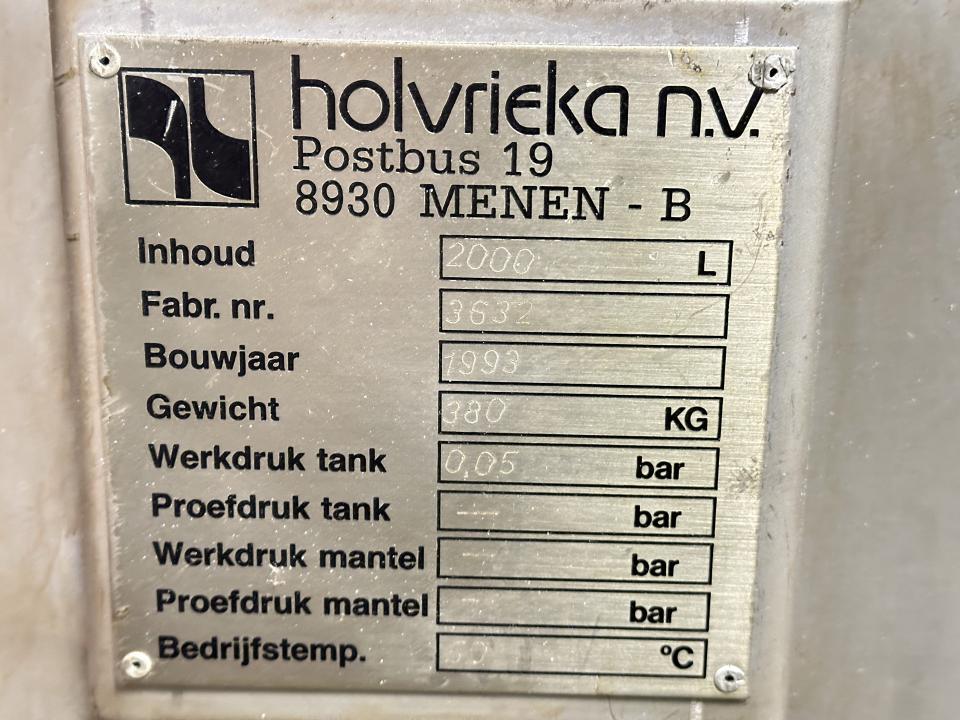 holvrieka n.v.
Postbus 19
8930 MENEN - B
Inhoud 2000 L
Fabr. nr. 3632
Bouwjaar 1993
Gewicht 380 KG
Werkdruk tank 0,05 bar
Proefdruk tank — bar
Werkdruk mantel - bar
Proefdruk mantel - bar
Bedrijfstemp. °C